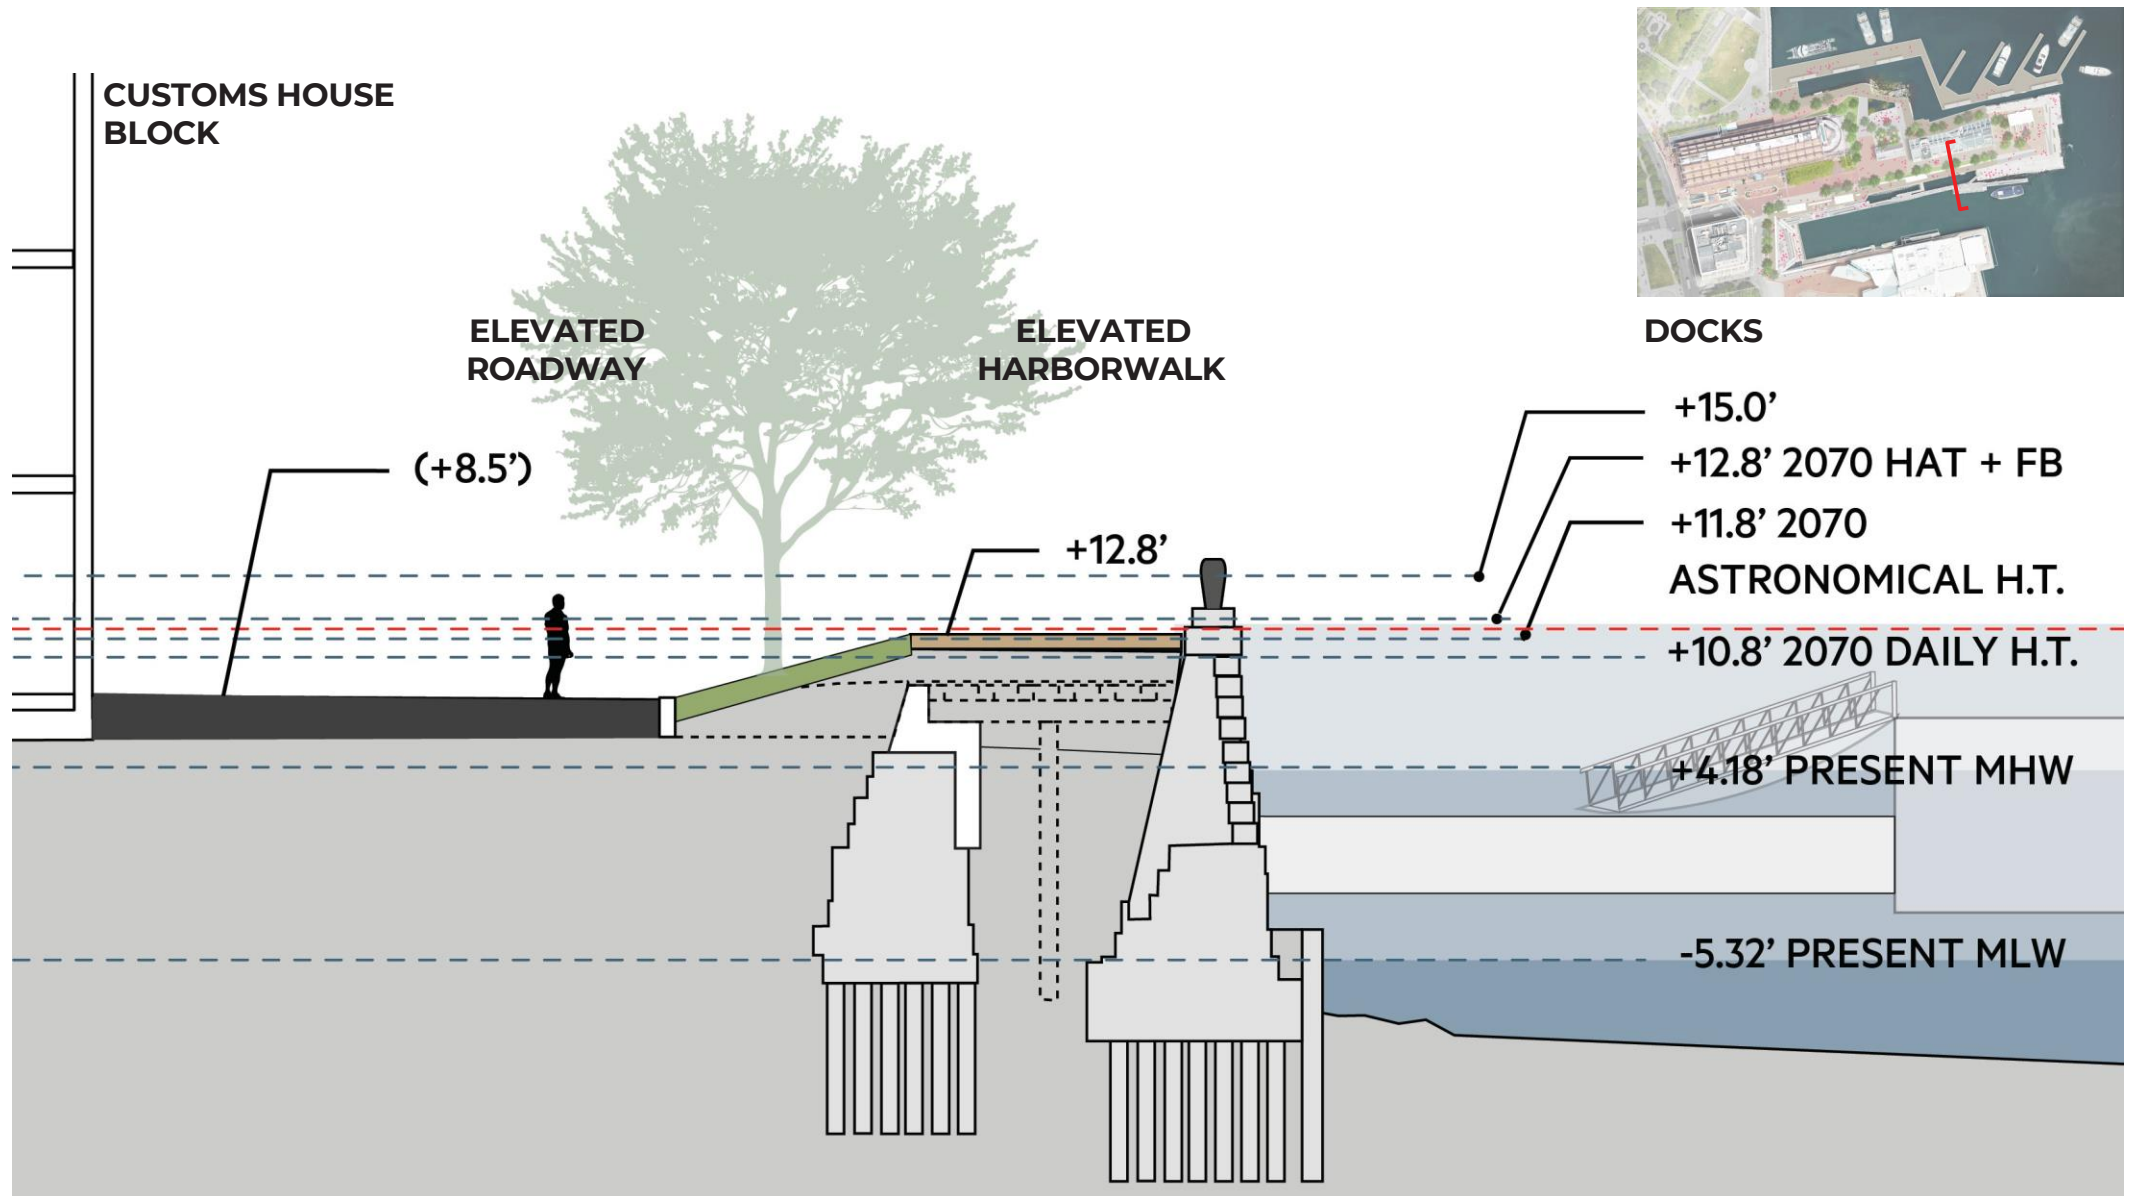 CUSTOMS HOUSE
BLOCK
ELEVATED
ROADWAY
ELEVATED
HARBORWALK
DOCKS
(+8.5’)
+12.8’
+15.0’
+12.8’ 2070 HAT + FB
+11.8’ 2070
ASTRONOMICAL H.T.
+10.8’ 2070 DAILY H.T.
+4.18’ PRESENT MHW
-5.32’ PRESENT MLW